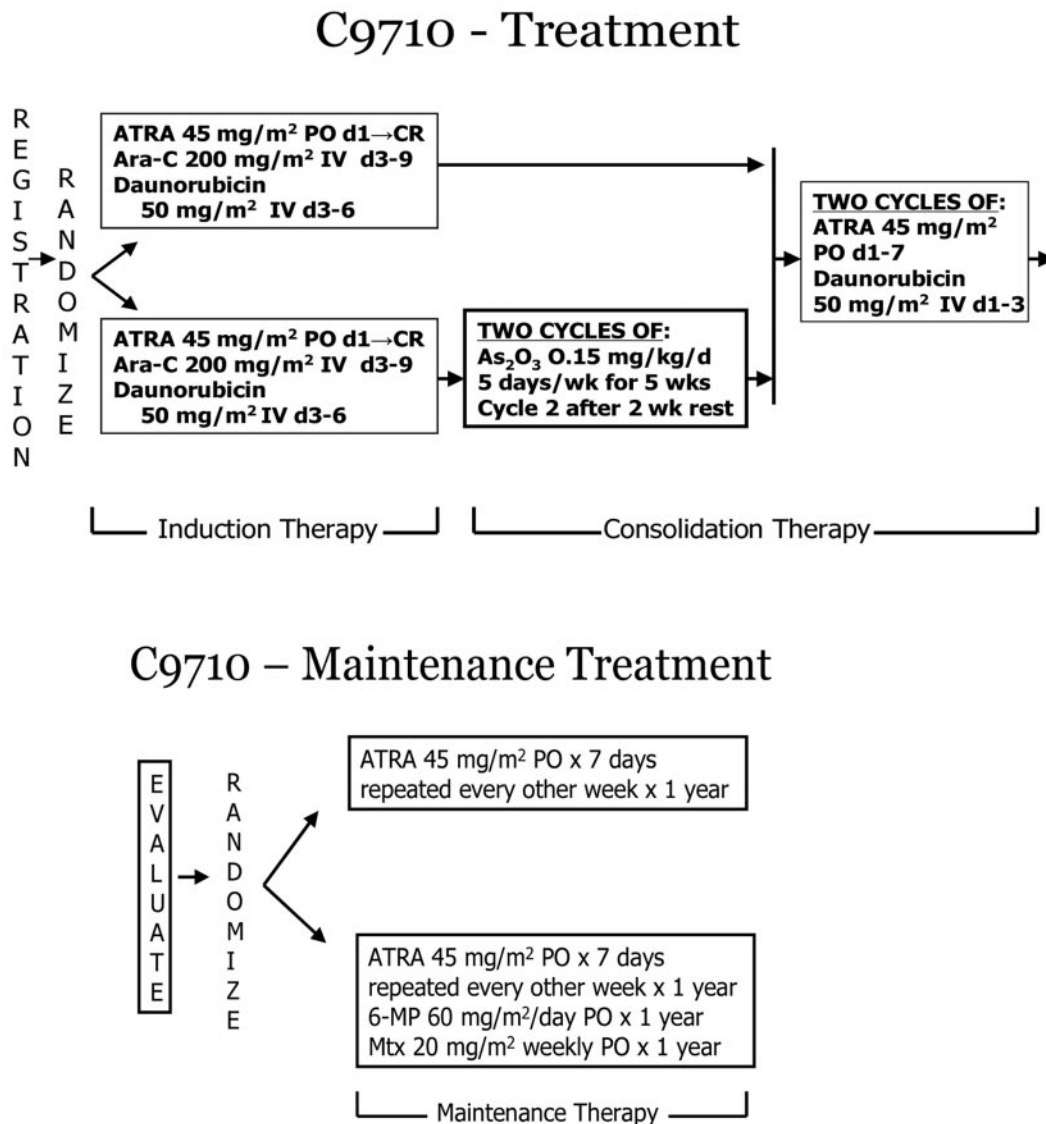 C9710 - Treatment
REGISTRATION
RANDOMIZE
ATRA 45 mg/m² PO d1→CR
Ara-C 200 mg/m² IV d3-9
Daunorubicin
50 mg/m² IV d3-6
ATRA 45 mg/m² PO d1→CR
Ara-C 200 mg/m² IV d3-9
Daunorubicin
50 mg/m² IV d3-6
TWO CYCLES OF:
As₂O₃ O.15 mg/kg/d
5 days/wk for 5 wks
Cycle 2 after 2 wk rest
TWO CYCLES OF:
ATRA 45 mg/m²
PO d1-7
Daunorubicin
50 mg/m² IV d1-3
Induction Therapy
Consolidation Therapy
C9710 – Maintenance Treatment
EVALUATE
RANDOMIZE
ATRA 45 mg/m² PO x 7 days
repeated every other week x 1 year
ATRA 45 mg/m² PO x 7 days
repeated every other week x 1 year
6-MP 60 mg/m²/day PO x 1 year
Mtx 20 mg/m² weekly PO x 1 year
Maintenance Therapy